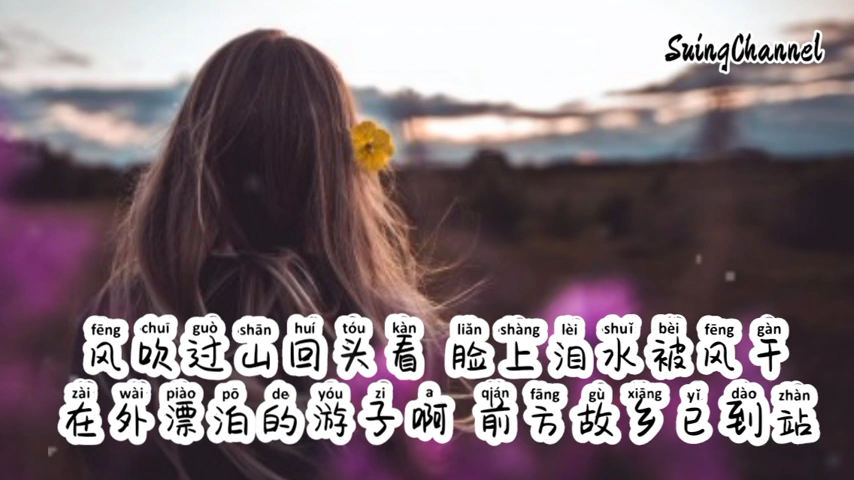 SuingChannel
fēng chuī guò shān huí tóu kàn liǎn shàng lèi shuǐ bèi fēng gàn
风吹过山回头看 脸上泪水被风干
zài wài piào pō de yóu zi a qián fāng gù xiāng yǐ dào zhàn
在外漂泊的游子啊 前方故乡已到站